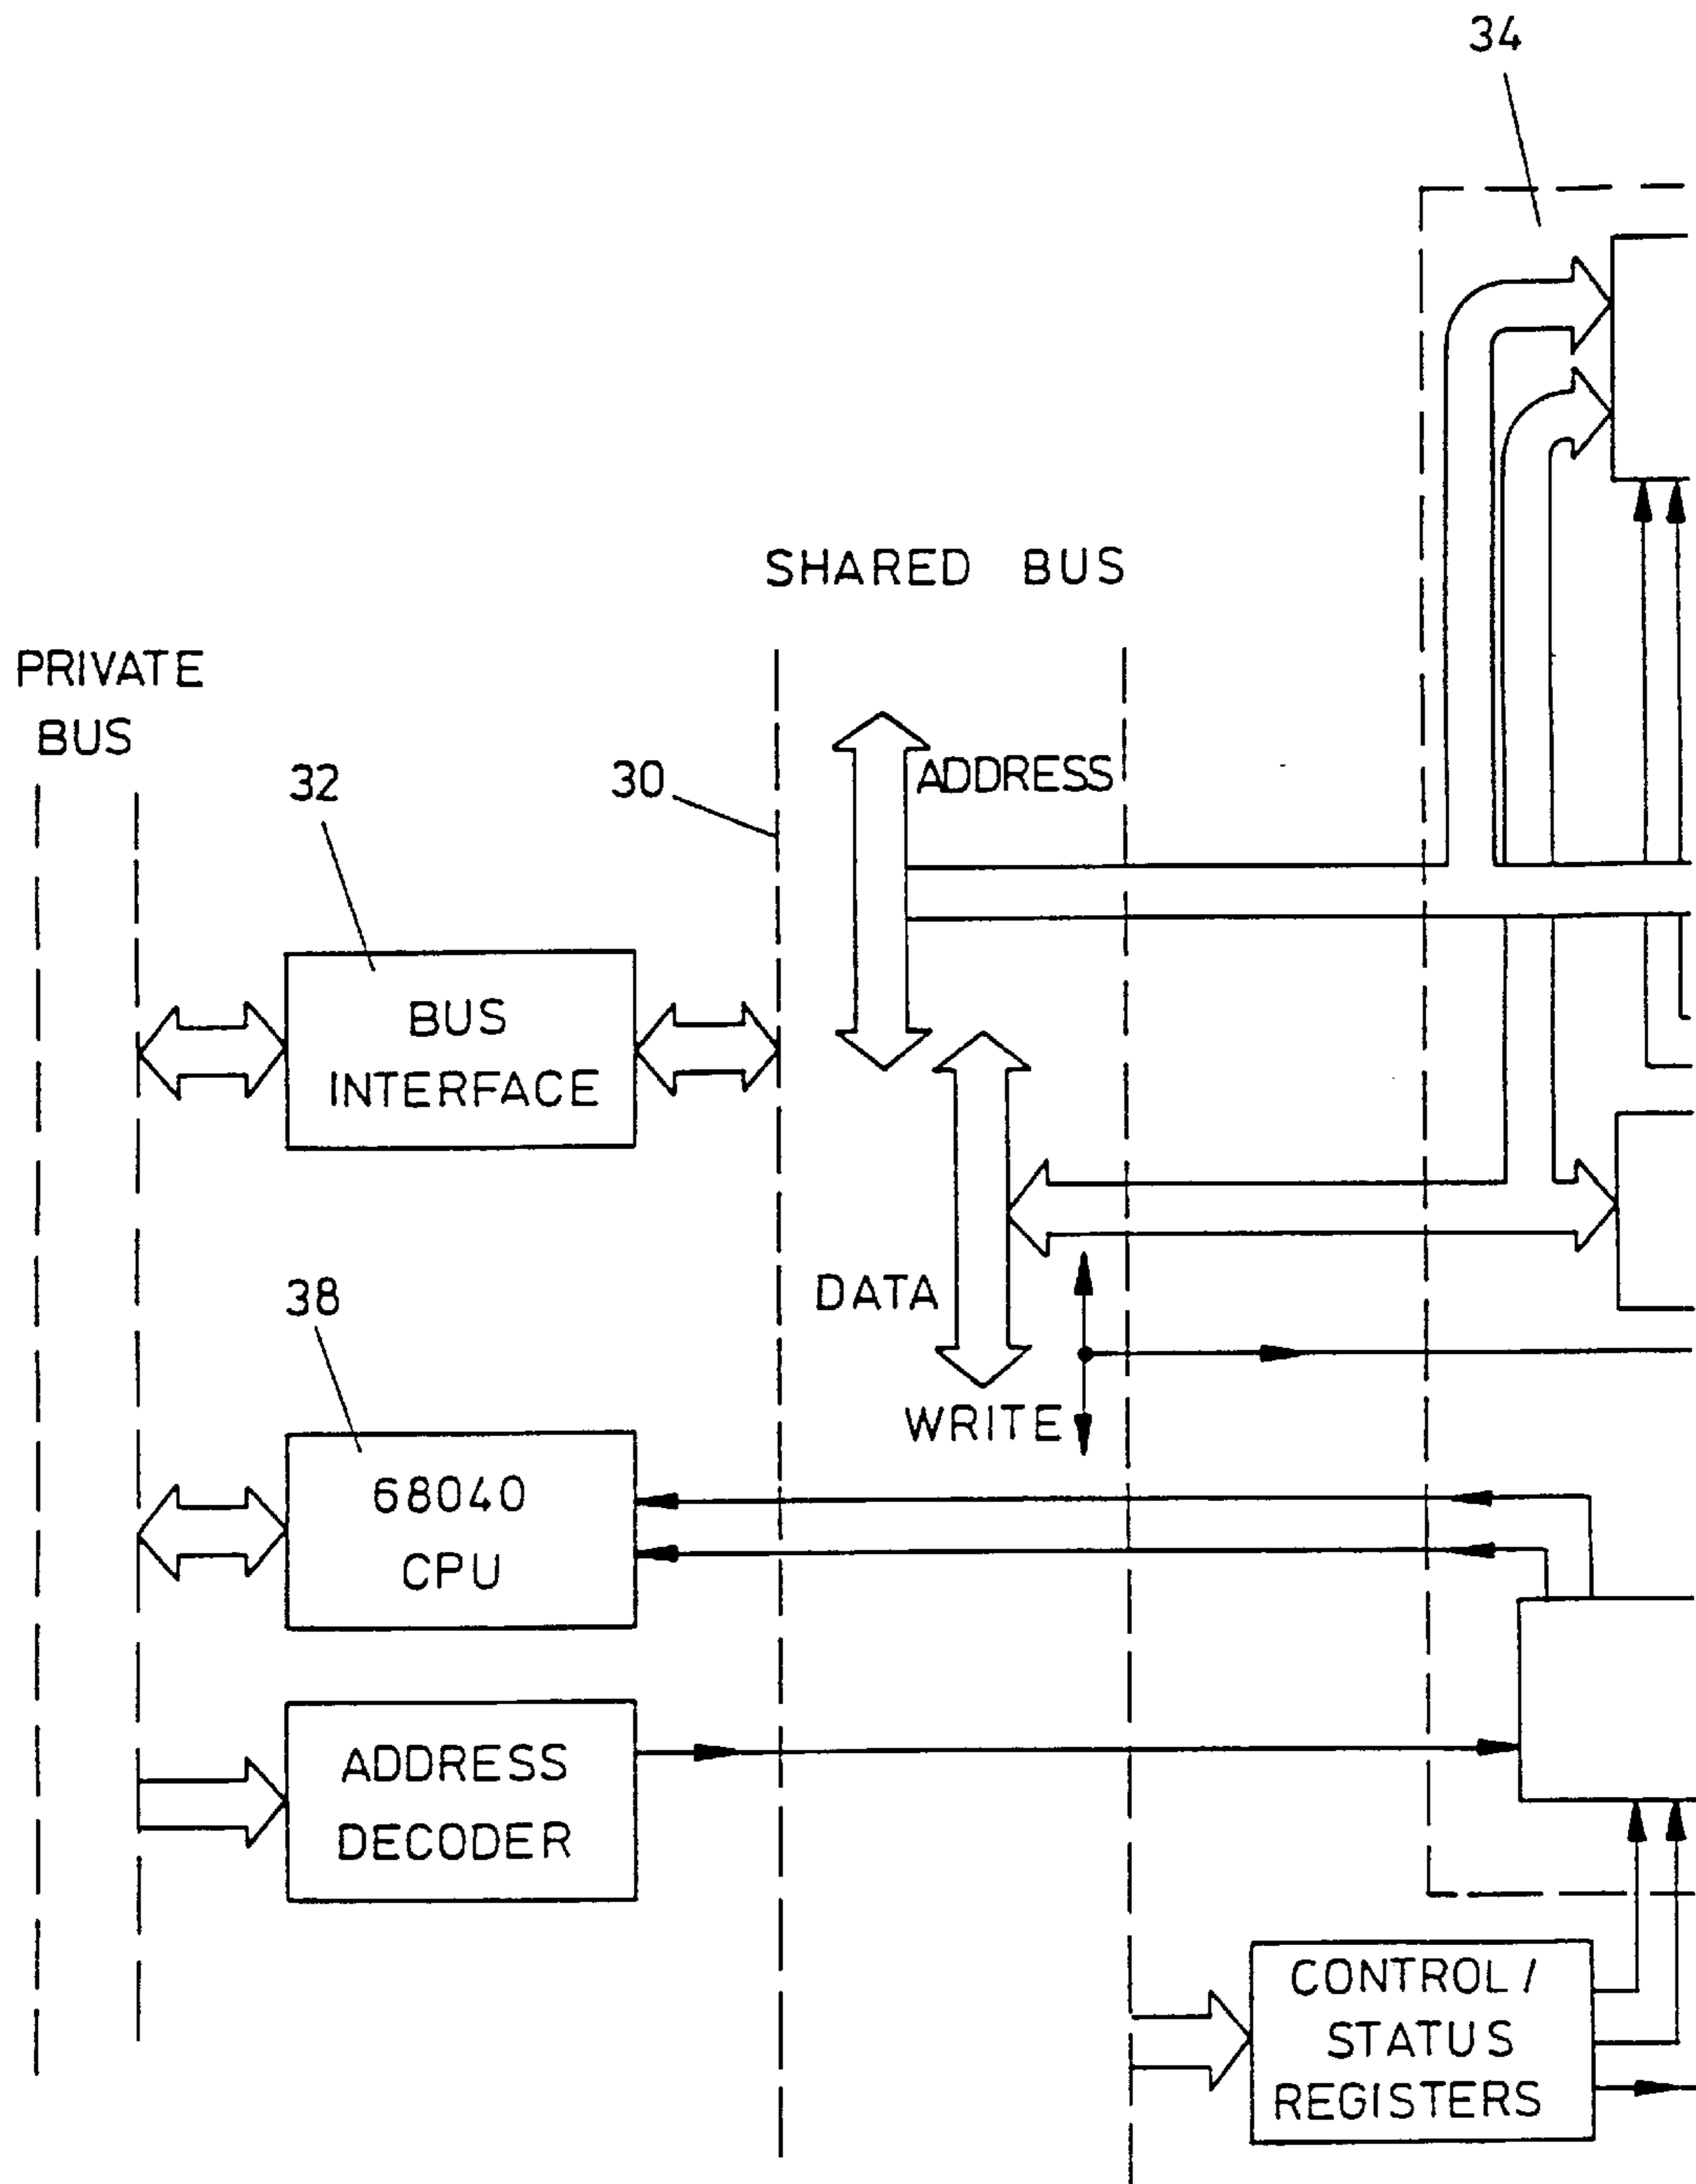 34
SHARED BUS
PRIVATE
BUS
32
30
ADDRESS
BUS
INTERFACE
38
DATA
WRITE
68040
CPU
ADDRESS
DECODER
CONTROL/
STATUS
REGISTERS